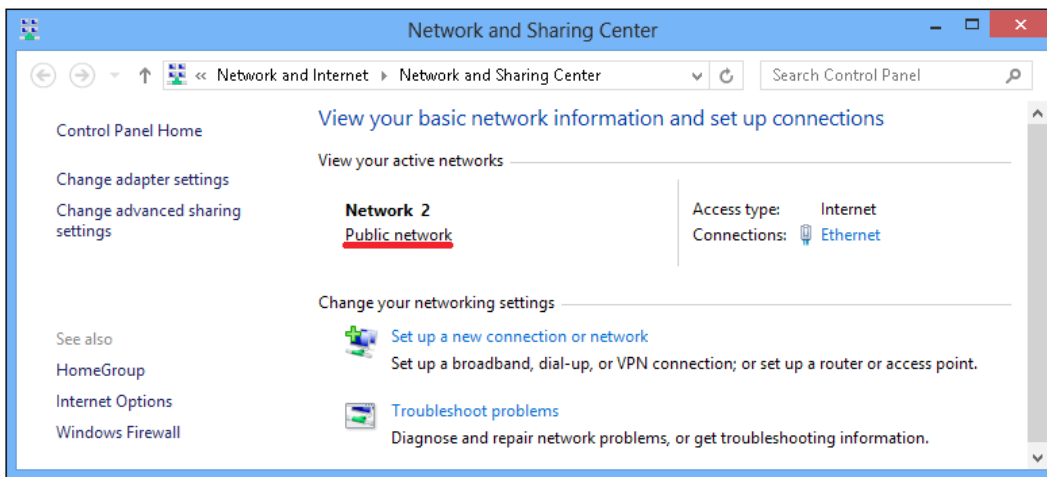 Network and Sharing Center
« Network and Internet ▸ Network and Sharing Center
Search Control Panel
Control Panel Home
Change adapter settings
Change advanced sharing
settings
See also
HomeGroup
Internet Options
Windows Firewall
View your basic network information and set up connections
View your active networks
Network 2
Public network
Access type: Internet
Connections: Ethernet
Change your networking settings
Set up a new connection or network
Set up a broadband, dial-up, or VPN connection; or set up a router or access point.
Troubleshoot problems
Diagnose and repair network problems, or get troubleshooting information.